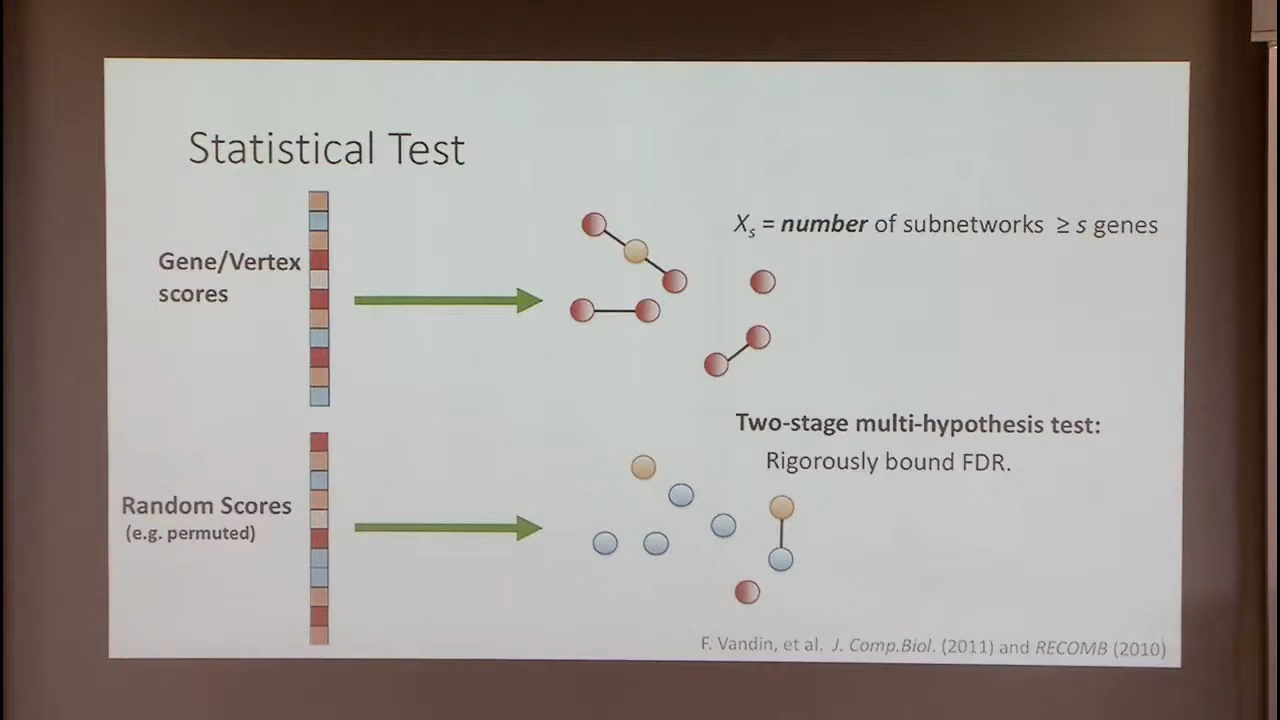 Statistical Test
Gene/Vertex
scores
Xs = number of subnetworks ≥ s genes
Two-stage multi-hypothesis test:
Rigorously bound FDR.
Random Scores
(e.g. permuted)
F. Vandin, et al. J. Comp.Biol. (2011) and RECOMB (2010)